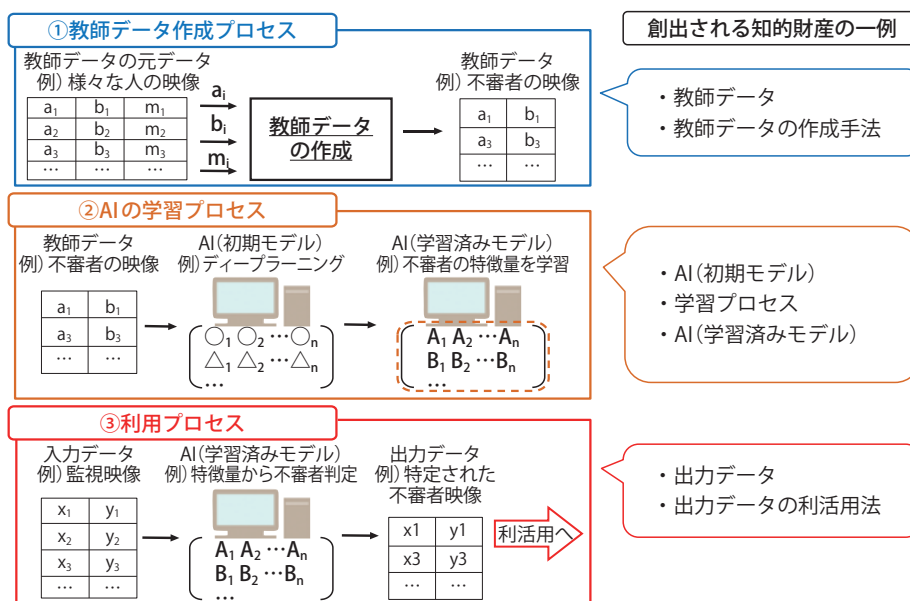 ①教師データ作成プロセス
創出される知的財産の一例
教師データの元データ
例) 様々な人の映像
a₁ b₁ m₁
a₂ b₂ m₂
a₃ b₃ m₃
… … …
aᵢ
bᵢ
mᵢ
教師データ
の作成
教師データ
例) 不審者の映像
a₁ b₁
a₃ b₃
… …
・教師データ
・教師データの作成手法
②AIの学習プロセス
教師データ
例) 不審者の映像
a₁ b₁
a₃ b₃
… …
AI(初期モデル)
例) ディープラーニング
○₁ ○₂ …○ₙ
△₁ △₂ …△ₙ
…
AI(学習済みモデル)
例) 不審者の特徴量を学習
A₁ A₂ …Aₙ
B₁ B₂ …Bₙ
…
・AI(初期モデル)
・学習プロセス
・AI(学習済みモデル)
③利用プロセス
入力データ
例) 監視映像
x₁ y₁
x₂ y₂
x₃ y₃
… …
AI(学習済みモデル)
例) 特徴量から不審者判定
A₁ A₂ …Aₙ
B₁ B₂ …Bₙ
…
出力データ
例) 特定された
不審者映像
x1 y1
x3 y3
… …
利活用へ
・出力データ
・出力データの利活用法